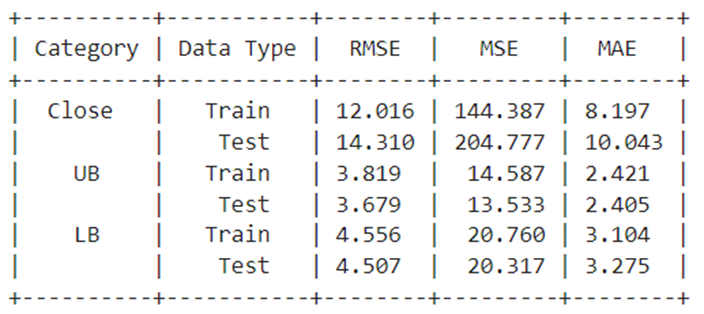 +----------+-----------+--------+---------+--------+
| Category | Data Type |  RMSE  |   MSE   |  MAE   |
+----------+-----------+--------+---------+--------+
|  Close   |   Train   | 12.016 | 144.387 | 8.197  |
|          |    Test   | 14.310 | 204.777 | 10.043 |
|    UB    |   Train   | 3.819  |  14.587 | 2.421  |
|          |    Test   | 3.679  |  13.533 | 2.405  |
|    LB    |   Train   | 4.556  |  20.760 | 3.104  |
|          |    Test   | 4.507  |  20.317 | 3.275  |
+----------+-----------+--------+---------+--------+